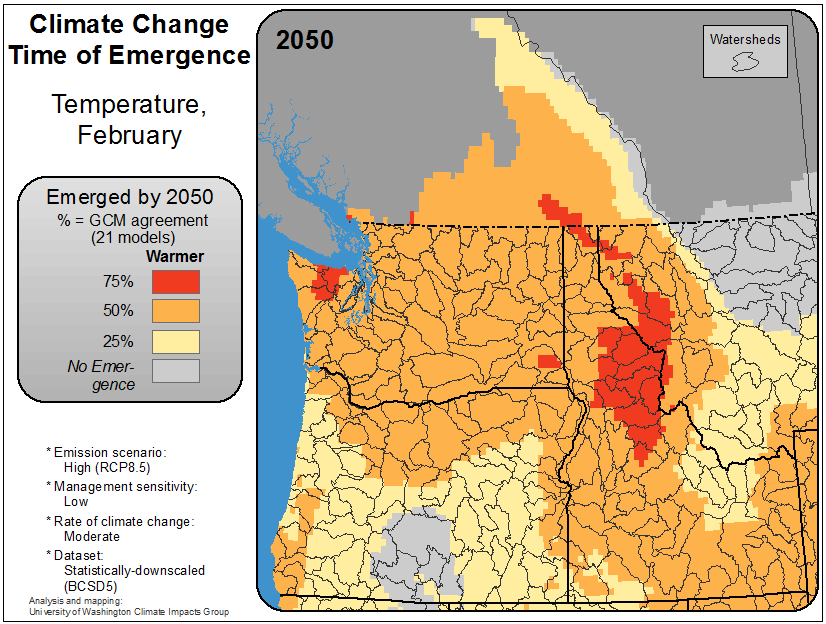 Climate Change
Time of Emergence
Temperature,
February
Emerged by 2050
% = GCM agreement
(21 models)
Warmer
75%
50%
25%
No Emer-
gence
* Emission scenario:
High (RCP8.5)
* Management sensitivity:
Low
* Rate of climate change:
Moderate
* Dataset:
Statistically-downscaled
(BCSD5)
Analysis and mapping:
University of Washington Climate Impacts Group
2050
Watersheds